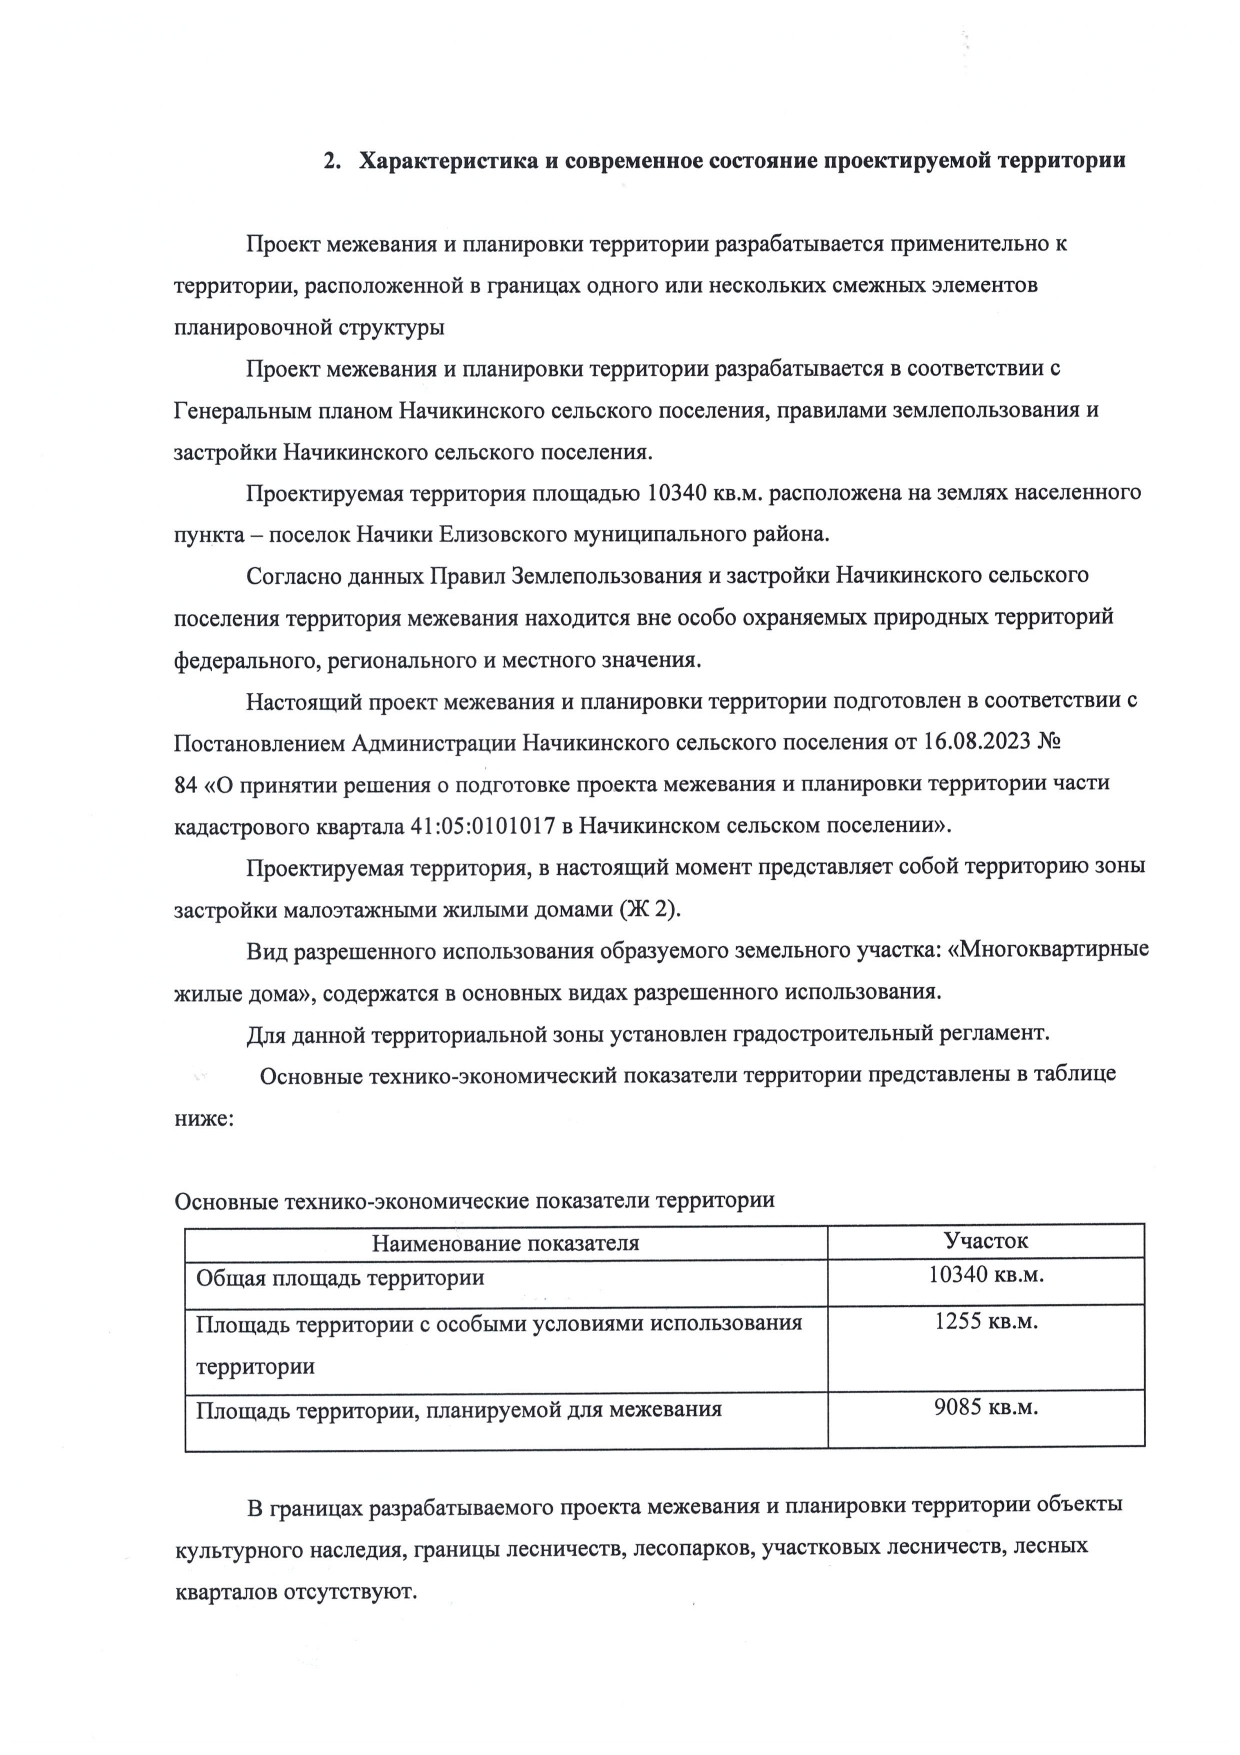 2. Характеристика и современное состояние проектируемой территории
Проект межевания и планировки территории разрабатывается применительно к
территории, расположенной в границах одного или нескольких смежных элементов
планировочной структуры
Проект межевания и планировки территории разрабатывается в соответствии с
Генеральным планом Начикинского сельского поселения, правилами землепользования и
застройки Начикинского сельского поселения.
Проектируемая территория площадью 10340 кв.м. расположена на землях населенного
пункта – поселок Начики Елизовского муниципального района.
Согласно данных Правил Землепользования и застройки Начикинского сельского
поселения территория межевания находится вне особо охраняемых природных территорий
федерального, регионального и местного значения.
Настоящий проект межевания и планировки территории подготовлен в соответствии с
Постановлением Администрации Начикинского сельского поселения от 16.08.2023 №
84 «О принятии решения о подготовке проекта межевания и планировки территории части
кадастрового квартала 41:05:0101017 в Начикинском сельском поселении».
Проектируемая территория, в настоящий момент представляет собой территорию зоны
застройки малоэтажными жилыми домами (Ж 2).
Вид разрешенного использования образуемого земельного участка: «Многоквартирные
жилые дома», содержатся в основных видах разрешенного использования.
Для данной территориальной зоны установлен градостроительный регламент.
Основные технико-экономический показатели территории представлены в таблице
ниже:
Основные технико-экономические показатели территории
Наименование показателя Участок
Общая площадь территории 10340 кв.м.
Площадь территории с особыми условиями использования 1255 кв.м.
территории
Площадь территории, планируемой для межевания 9085 кв.м.
В границах разрабатываемого проекта межевания и планировки территории объекты
культурного наследия, границы лесничеств, лесопарков, участковых лесничеств, лесных
кварталов отсутствуют.